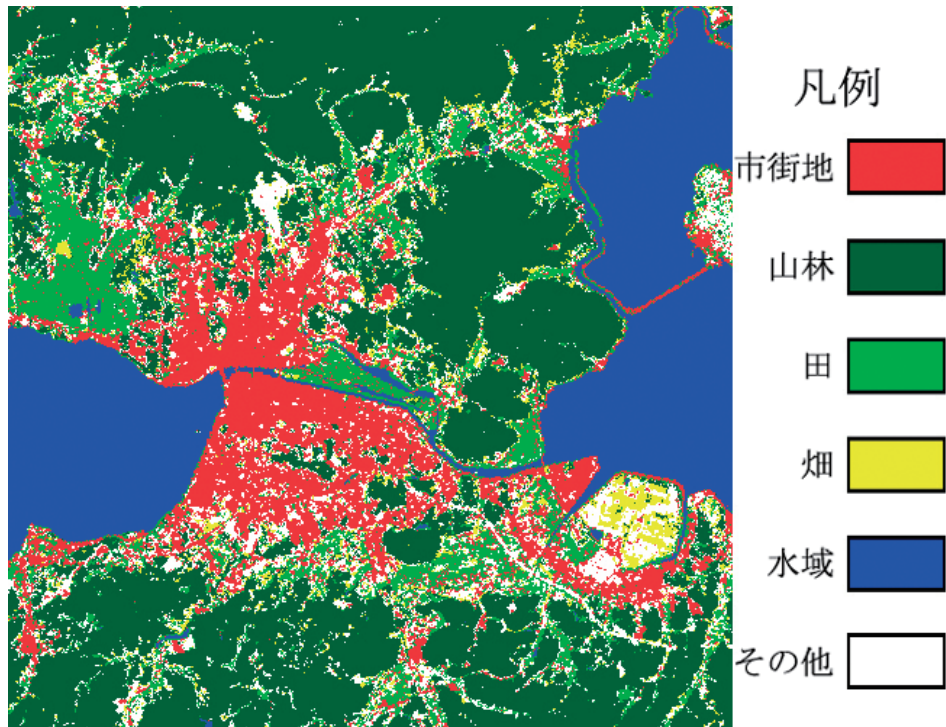 凡例
市街地
山林
田
畑
水域
その他